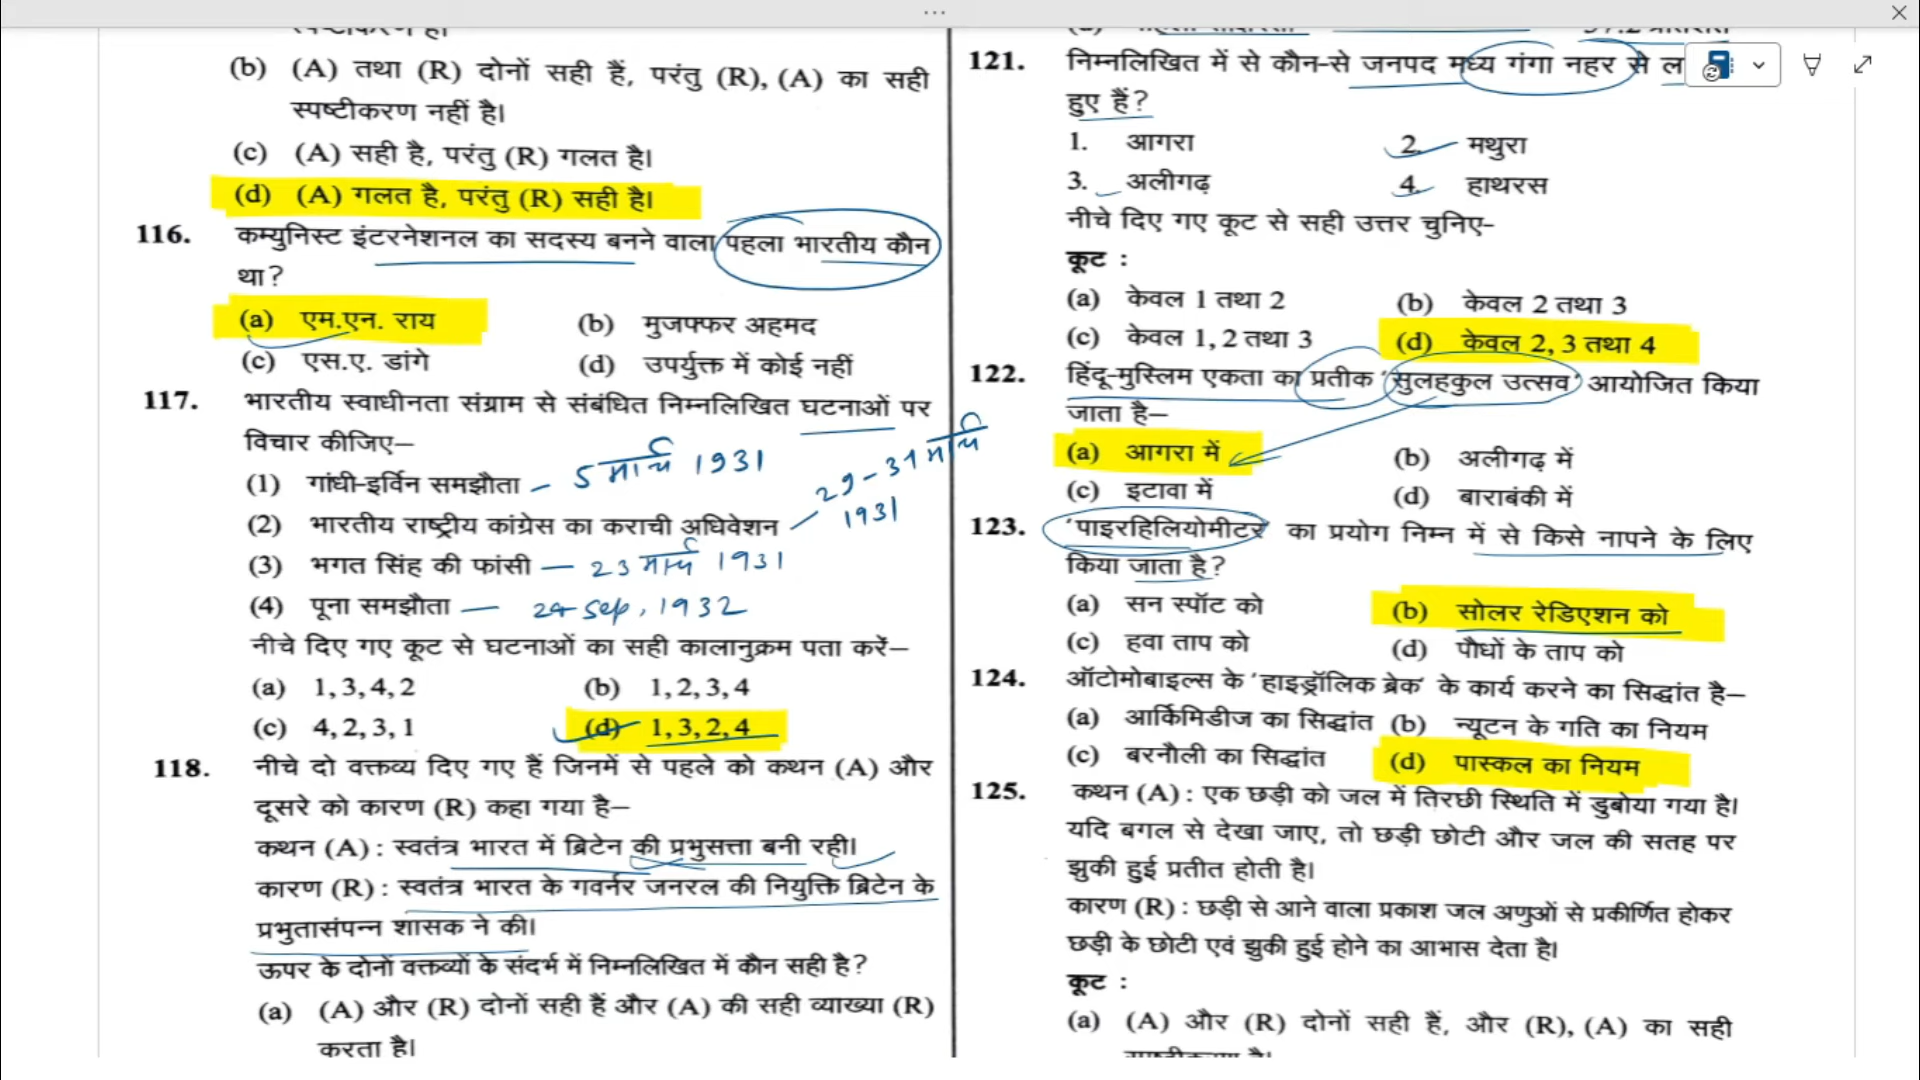 (b) (A) तथा (R) दोनों सही हैं, परंतु (R), (A) का सही
स्पष्टीकरण नहीं है।
(c) (A) सही है, परंतु (R) गलत है।
(d) (A) गलत है, परंतु (R) सही है।
116. कम्युनिस्ट इंटरनेशनल का सदस्य बनने वाला पहला भारतीय कौन
था?
(a) एम.एन. राय (b) मुजफ्फर अहमद
(c) एस.ए. डांगे (d) उपर्युक्त में कोई नहीं
117. भारतीय स्वाधीनता संग्राम से संबंधित निम्नलिखित घटनाओं पर
विचार कीजिए—
(1) गांधी-इर्विन समझौता – 5 मार्च 1931
(2) भारतीय राष्ट्रीय कांग्रेस का कराची अधिवेशन – 29-31 मार्च
1931
(3) भगत सिंह की फांसी – 23 मार्च 1931
(4) पूना समझौता – 24 Sep, 1932
नीचे दिए गए कूट से घटनाओं का सही कालानुक्रम पता करें—
(a) 1,3,4,2 (b) 1,2,3,4
(c) 4,2,3,1 (d) 1,3,2,4
118. नीचे दो वक्तव्य दिए गए हैं जिनमें से पहले को कथन (A) और
दूसरे को कारण (R) कहा गया है—
कथन (A) : स्वतंत्र भारत में ब्रिटेन की प्रभुसत्ता बनी रही।
कारण (R) : स्वतंत्र भारत के गवर्नर जनरल की नियुक्ति ब्रिटेन के
प्रभुतासंपन्न शासक ने की।
ऊपर के दोनों वक्तव्यों के संदर्भ में निम्नलिखित में कौन सही है?
(a) (A) और (R) दोनों सही हैं और (A) की सही व्याख्या (R)
करता है।
121. निम्नलिखित में से कौन-से जनपद मध्य गंगा नहर से
हुए हैं?
1. आगरा 2. मथुरा
3. अलीगढ़ 4. हाथरस
नीचे दिए गए कूट से सही उत्तर चुनिए-
कूट :
(a) केवल 1 तथा 2 (b) केवल 2 तथा 3
(c) केवल 1, 2 तथा 3 (d) केवल 2, 3 तथा 4
122. हिंदू-मुस्लिम एकता का प्रतीक 'सुलहकुल उत्सव' आयोजित किया
जाता है—
(a) आगरा में (b) अलीगढ़ में
(c) इटावा में (d) बाराबंकी में
123. 'पाइरहिलियोमीटर' का प्रयोग निम्न में से किसे नापने के लिए
किया जाता है?
(a) सन स्पॉट को (b) सोलर रेडिएशन को
(c) हवा ताप को (d) पौधों के ताप को
124. ऑटोमोबाइल्स के 'हाइड्रॉलिक ब्रेक' के कार्य करने का सिद्धांत है—
(a) आर्किमिडीज का सिद्धांत (b) न्यूटन के गति का नियम
(c) बरनौली का सिद्धांत (d) पास्कल का नियम
125. कथन (A) : एक छड़ी को जल में तिरछी स्थिति में डुबोया गया है।
यदि बगल से देखा जाए, तो छड़ी छोटी और जल की सतह पर
झुकी हुई प्रतीत होती है।
कारण (R) : छड़ी से आने वाला प्रकाश जल अणुओं से प्रकीर्णित होकर
छड़ी के छोटी एवं झुकी हुई होने का आभास देता है।
कूट :
(a) (A) और (R) दोनों सही हैं, और (R), (A) का सही